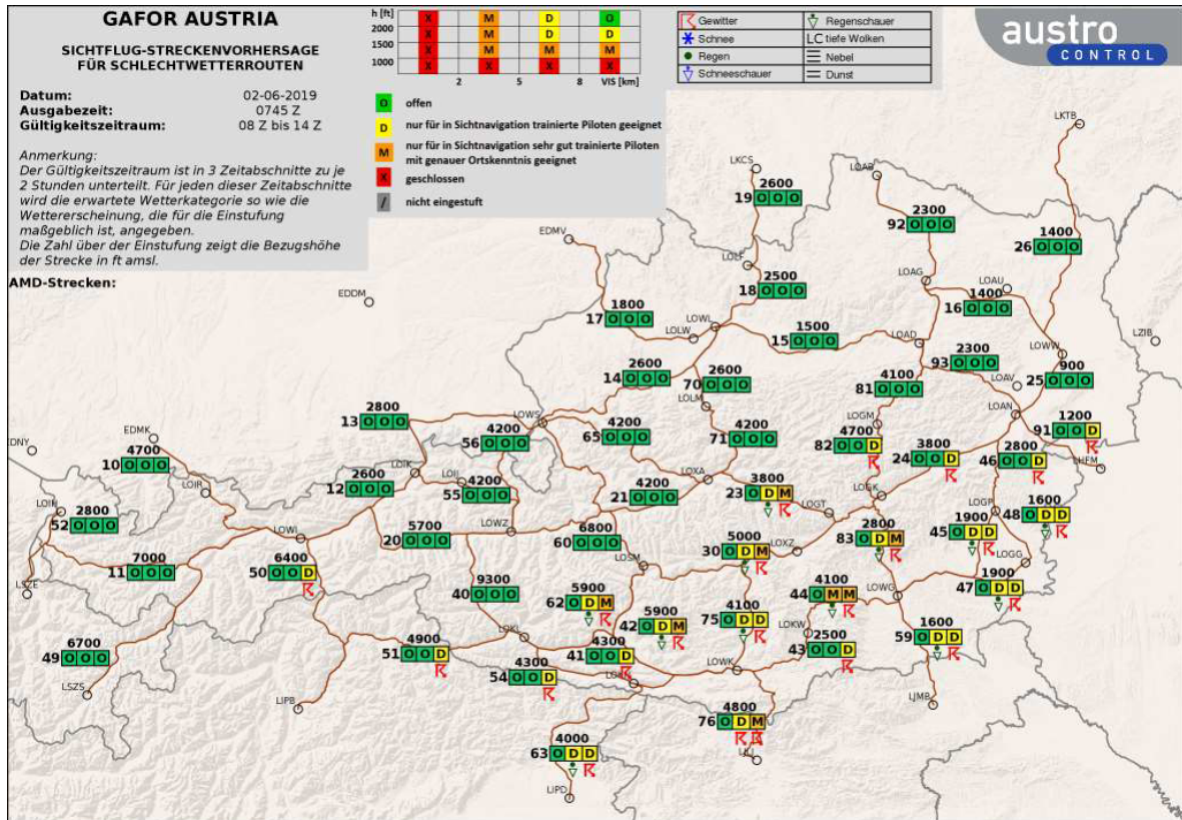 GAFOR AUSTRIA
SICHTFLUG-STRECKENVORHERSAGE
FÜR SCHLECHTWETTERROUTEN
Datum: 02-06-2019
Ausgabezeit: 0745 Z
Gültigkeitszeitraum: 08 Z bis 14 Z
Anmerkung:
Der Gültigkeitszeitraum ist in 3 Zeitabschnitte zu je
2 Stunden unterteilt. Für jeden dieser Zeitabschnitte
wird die erwartete Wetterkategorie so wie die
Wettererscheinung, die für die Einstufung
maßgeblich ist, angegeben.
Die Zahl über der Einstufung zeigt die Bezugshöhe
der Strecke in ft amsl.
AMD-Strecken:
h [ft]
X M D O
2000
X M D D
1500
X M M M
1000
X X X X
2 5 8 VIS [km]
O offen
D nur für in Sichtnavigation trainierte Piloten geeignet
M nur für in Sichtnavigation sehr gut trainierte Piloten
mit genauer Ortskenntnis geeignet
X geschlossen
/ nicht eingestuft
Gewitter Regenschauer
Schnee LC tiefe Wolken
Regen Nebel
Schneeschauer Dunst
austro
CONTROL
LKTB
LKCS
LOAB
2600
19 O O O
2300
92 O O O
EDMV
1400
26 O O O
LOLF
2500
18 O O O
LOAG
LOAU
EDDM
1400
16 O O O
1800
17 O O O
LOWL
LOLW
1500
15 O O O
LOAD
LZIB
LOWW
2300
93 O O O
2600
14 O O O
2600
70 O O O
4100
81 O O O
900
25 O O O
LOAV
2800
13 O O O
LOWS
LOLM
LOGM
LOAN
1200
91 O O D
EDMK
4200
56 O O O
4200
65 O O O
4200
71 O O O
4700
82 O O D
3800
24 O O D
2800
46 O O D
LHFM
4700
10 O O O
LOIK
LOIJ
2600
12 O O O
4200
55 O O O
4200
21 O O O
LOXA
3800
23 O D M
LOGK
LOIR
LOIH
2800
52 O O O
LOGT
LOGP
1600
48 O D D
LOWI
LOWZ
5700
20 O O O
6800
60 O O O
5000
30 O D M
LOXZ
2800
83 O D M
1900
45 O D D
7000
11 O O O
6400
50 O O D
LOSM
LOGG
LSZE
9300
40 O O O
5900
62 O D M
4100
44 O M M
LOWG
1900
47 O D D
5900
42 O D M
4100
75 O D D
LOKW
2500
43 O O D
1600
59 O D D
6700
49 O O O
4900
51 O O D
LOKL
4300
41 O O D
4300
54 O O D
LOWK
LSZS
LIPB
LJMB
4800
76 O D M
4000
63 O D D
LIPD